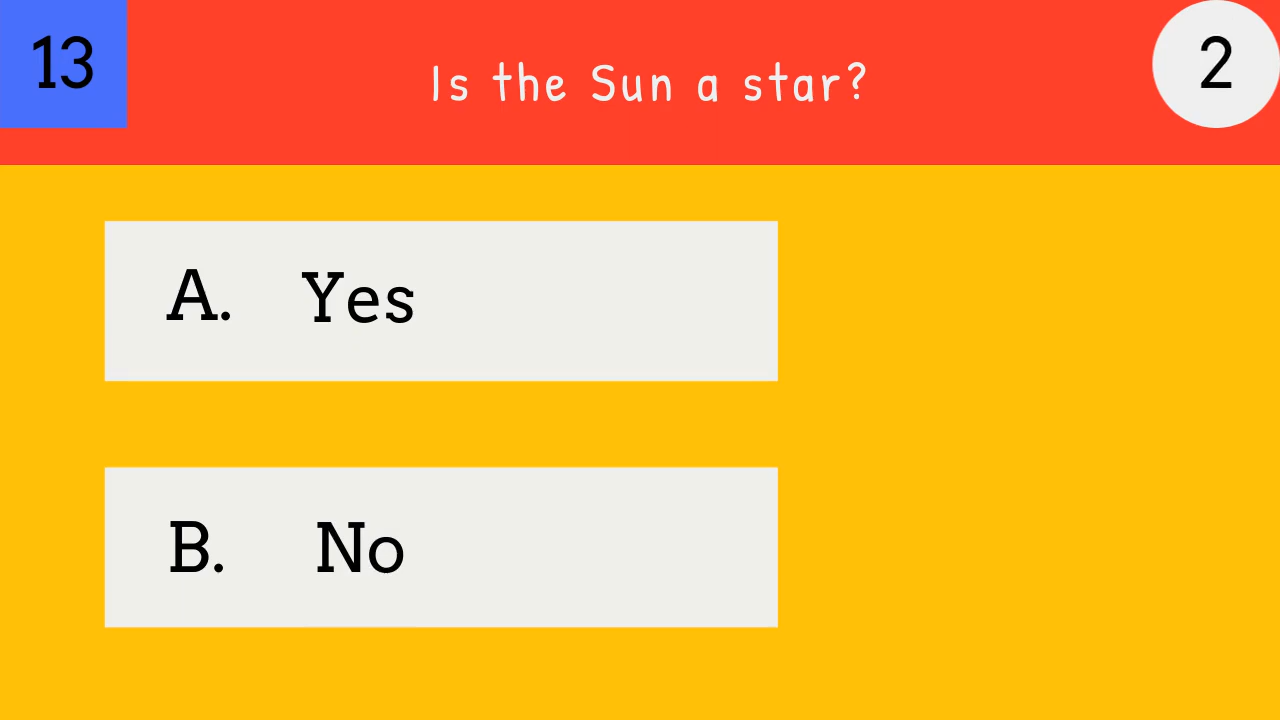 13
Is the Sun a star?
2
A. Yes
B. No